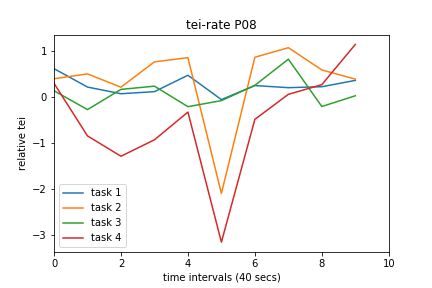 tei-rate P08
relative tei
1
0
−1
−2
−3
task 1
task 2
task 3
task 4
0 2 4 6 8 10
time intervals (40 secs)